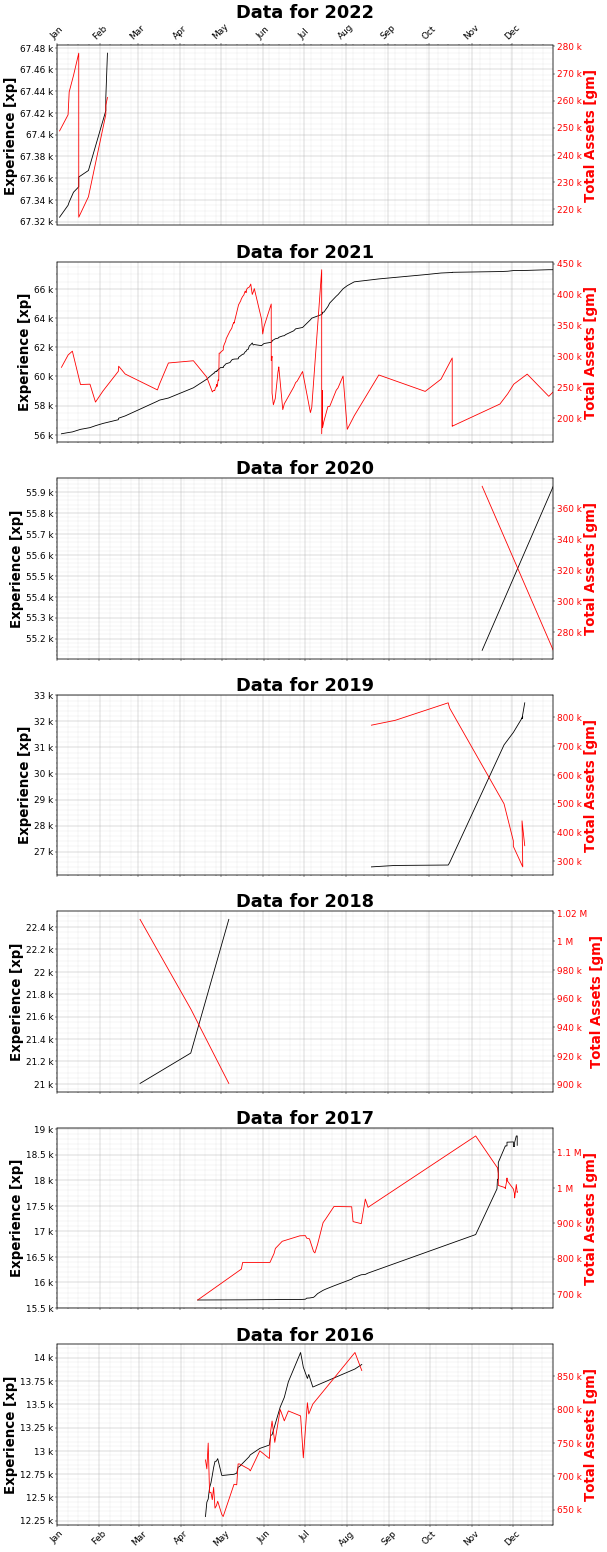 Data for 2022
Jan Feb Mar Apr May Jun Jul Aug Sep Oct Nov Dec
Experience [xp]
67.48 k
67.46 k
67.44 k
67.42 k
67.4 k
67.38 k
67.36 k
67.34 k
67.32 k
280 k
270 k
260 k
250 k
240 k
230 k
220 k
Total Assets [gm]
Data for 2021
Experience [xp]
66 k
64 k
62 k
60 k
58 k
56 k
450 k
400 k
350 k
300 k
250 k
200 k
Total Assets [gm]
Data for 2020
Experience [xp]
55.9 k
55.8 k
55.7 k
55.6 k
55.5 k
55.4 k
55.3 k
55.2 k
360 k
340 k
320 k
300 k
280 k
Total Assets [gm]
Data for 2019
Experience [xp]
33 k
32 k
31 k
30 k
29 k
28 k
27 k
800 k
700 k
600 k
500 k
400 k
300 k
Total Assets [gm]
Data for 2018
Experience [xp]
22.4 k
22.2 k
22 k
21.8 k
21.6 k
21.4 k
21.2 k
21 k
1.02 M
1 M
980 k
960 k
940 k
920 k
900 k
Total Assets [gm]
Data for 2017
Experience [xp]
19 k
18.5 k
18 k
17.5 k
17 k
16.5 k
16 k
15.5 k
1.1 M
1 M
900 k
800 k
700 k
Total Assets [gm]
Data for 2016
Experience [xp]
14 k
13.75 k
13.5 k
13.25 k
13 k
12.75 k
12.5 k
12.25 k
850 k
800 k
750 k
700 k
650 k
Total Assets [gm]
Jan Feb Mar Apr May Jun Jul Aug Sep Oct Nov Dec